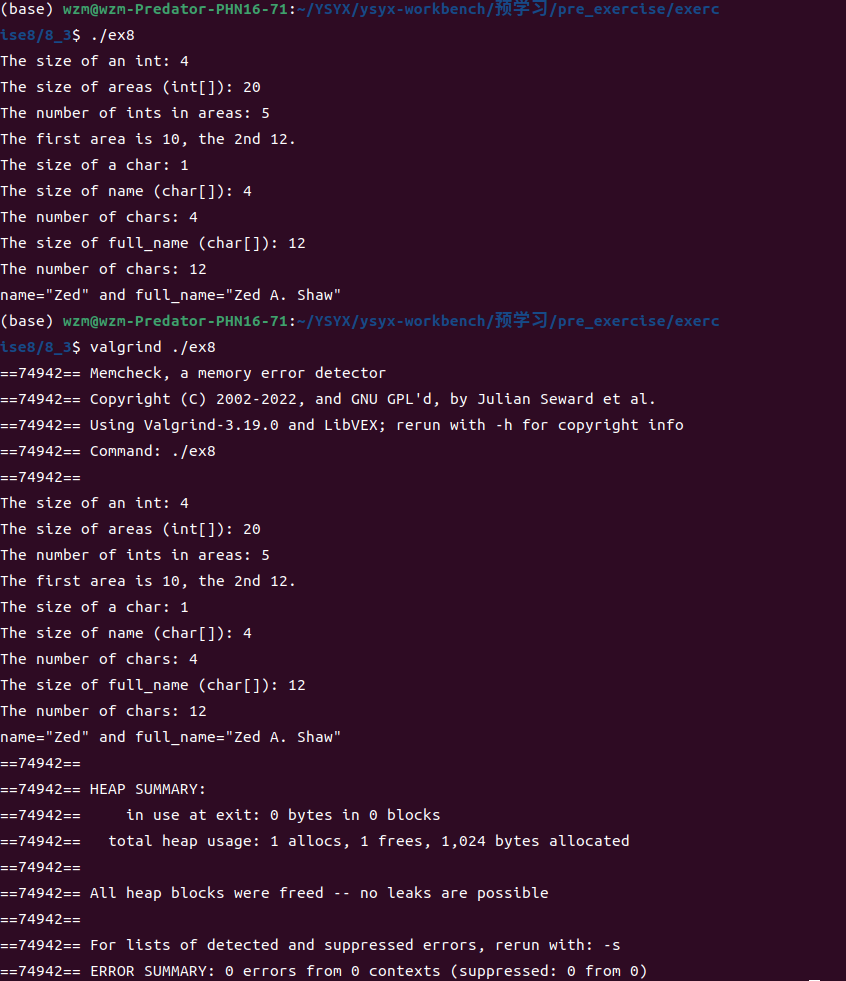 (base) wzm@wzm-Predator-PHN16-71:~/YSYX/ysyx-workbench/预学习/pre_exercise/exerc
ise8/8_3$ ./ex8
The size of an int: 4
The size of areas (int[]): 20
The number of ints in areas: 5
The first area is 10, the 2nd 12.
The size of a char: 1
The size of name (char[]): 4
The number of chars: 4
The size of full_name (char[]): 12
The number of chars: 12
name="Zed" and full_name="Zed A. Shaw"
(base) wzm@wzm-Predator-PHN16-71:~/YSYX/ysyx-workbench/预学习/pre_exercise/exerc
ise8/8_3$ valgrind ./ex8
==74942== Memcheck, a memory error detector
==74942== Copyright (C) 2002-2022, and GNU GPL'd, by Julian Seward et al.
==74942== Using Valgrind-3.19.0 and LibVEX; rerun with -h for copyright info
==74942== Command: ./ex8
==74942==
The size of an int: 4
The size of areas (int[]): 20
The number of ints in areas: 5
The first area is 10, the 2nd 12.
The size of a char: 1
The size of name (char[]): 4
The number of chars: 4
The size of full_name (char[]): 12
The number of chars: 12
name="Zed" and full_name="Zed A. Shaw"
==74942==
==74942== HEAP SUMMARY:
==74942==     in use at exit: 0 bytes in 0 blocks
==74942==   total heap usage: 1 allocs, 1 frees, 1,024 bytes allocated
==74942==
==74942== All heap blocks were freed -- no leaks are possible
==74942==
==74942== For lists of detected and suppressed errors, rerun with: -s
==74942== ERROR SUMMARY: 0 errors from 0 contexts (suppressed: 0 from 0)